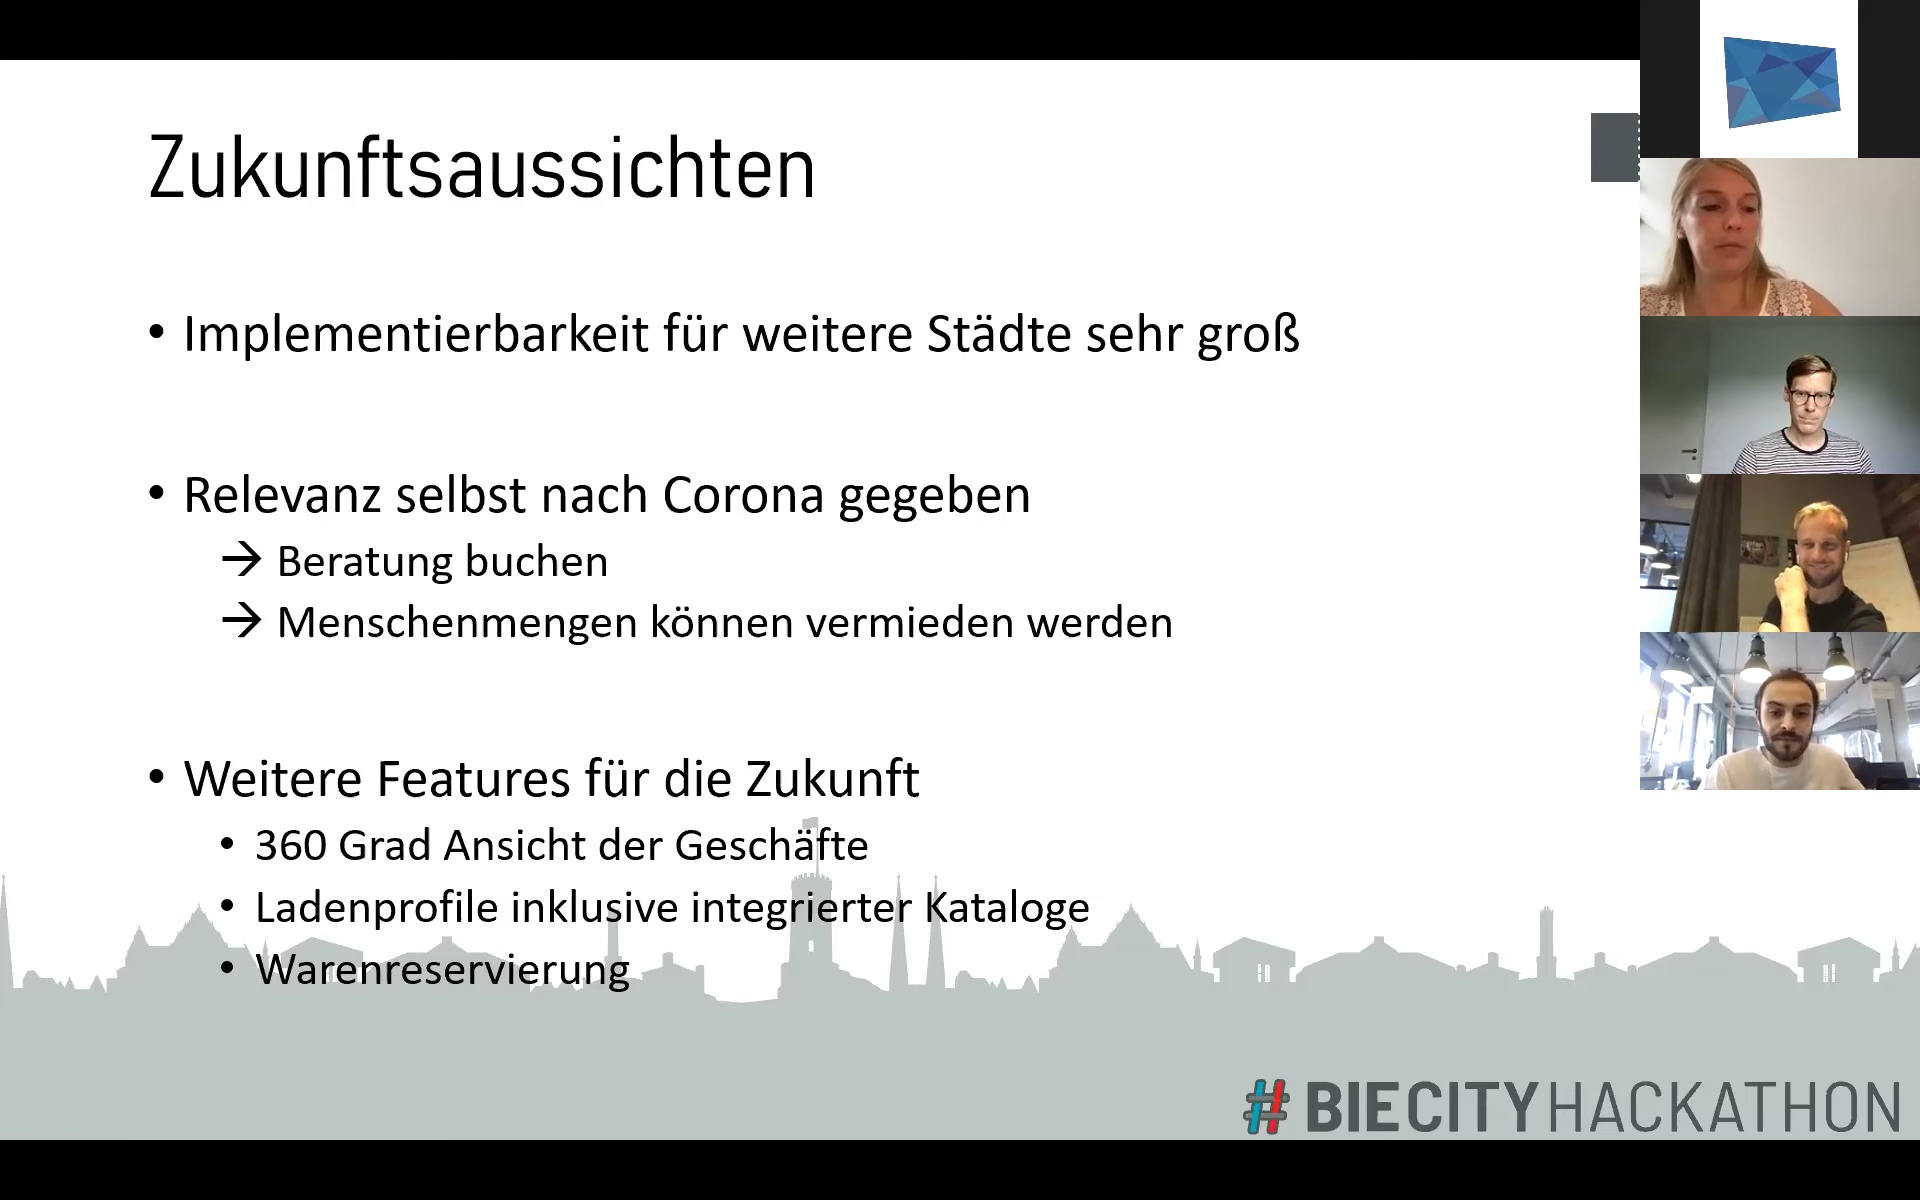 Zukunftsaussichten
• Implementierbarkeit für weitere Städte sehr groß
• Relevanz selbst nach Corona gegeben
→ Beratung buchen
→ Menschenmengen können vermieden werden
• Weitere Features für die Zukunft
• 360 Grad Ansicht der Geschäfte
• Ladenprofile inklusive integrierter Kataloge
• Warenreservierung
#BIECITYHACKATHON